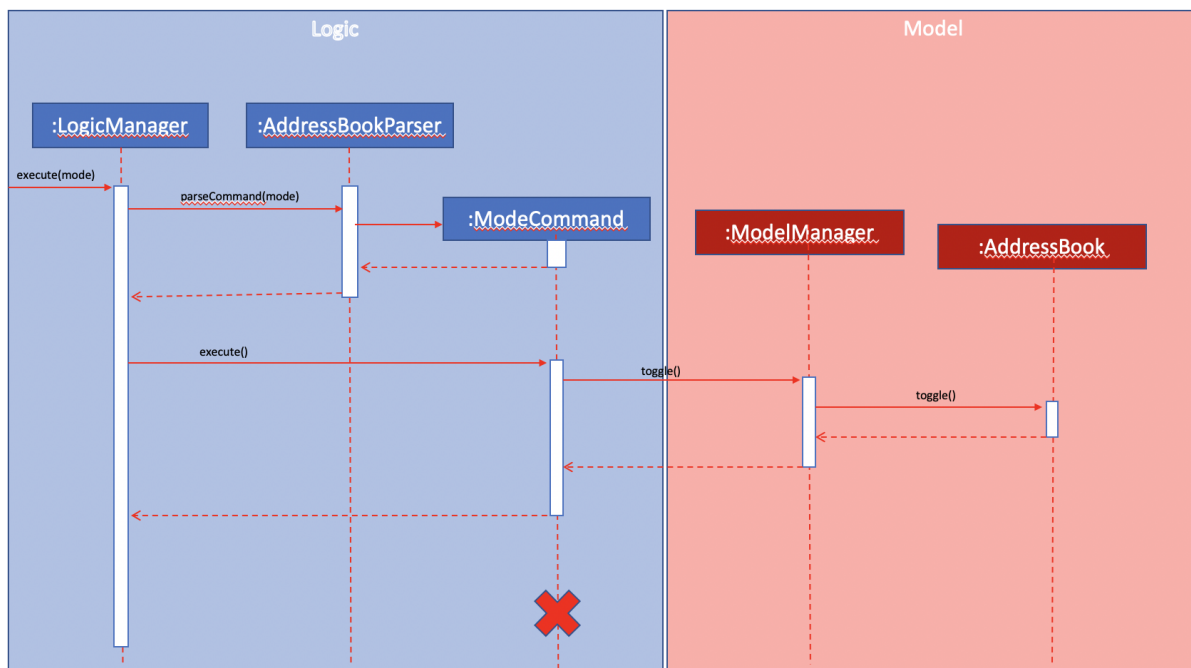 Logic
Model
:LogicManager
:AddressBookParser
execute(mode)
parseCommand(mode)
:ModeCommand
:ModelManager
:AddressBook
execute()
toggle()
toggle()